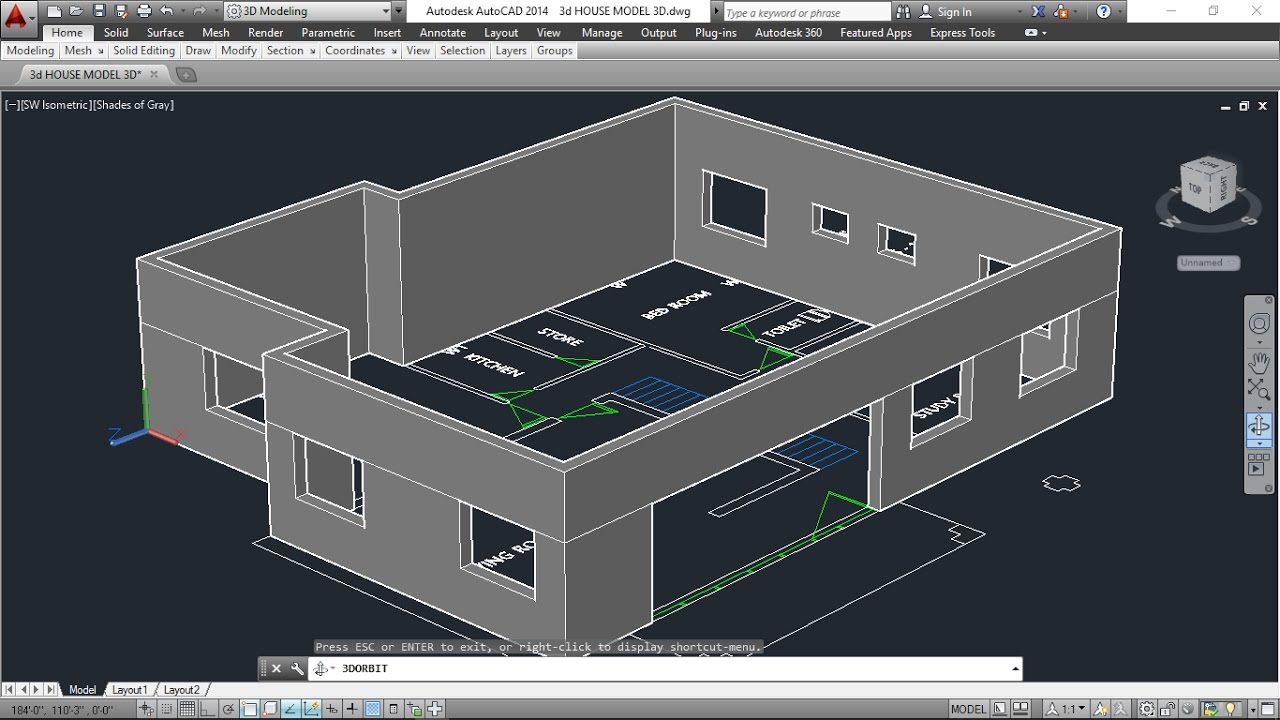 3D Modeling
Autodesk AutoCAD 2014 3d HOUSE MODEL 3D.dwg
Type a keyword or phrase
Sign In
Home Solid Surface Mesh Render Parametric Insert Annotate Layout View Manage Output Plug-ins Autodesk 360 Featured Apps Express Tools
Modeling Mesh Solid Editing Draw Modify Section Coordinates View Selection Layers Groups
3d HOUSE MODEL 3D*
[−][SW Isometric][Shades of Gray]
TOP RIGHT
W S
Unnamed
BED ROOM
STORE
TOILET
KITCHEN
STUDY
ING RO
Z X
Press ESC or ENTER to exit, or right-click to display shortcut-menu.
3DORBIT
Model Layout1 Layout2
184'-0", 110'-3", 0'-0"
MODEL
1:1